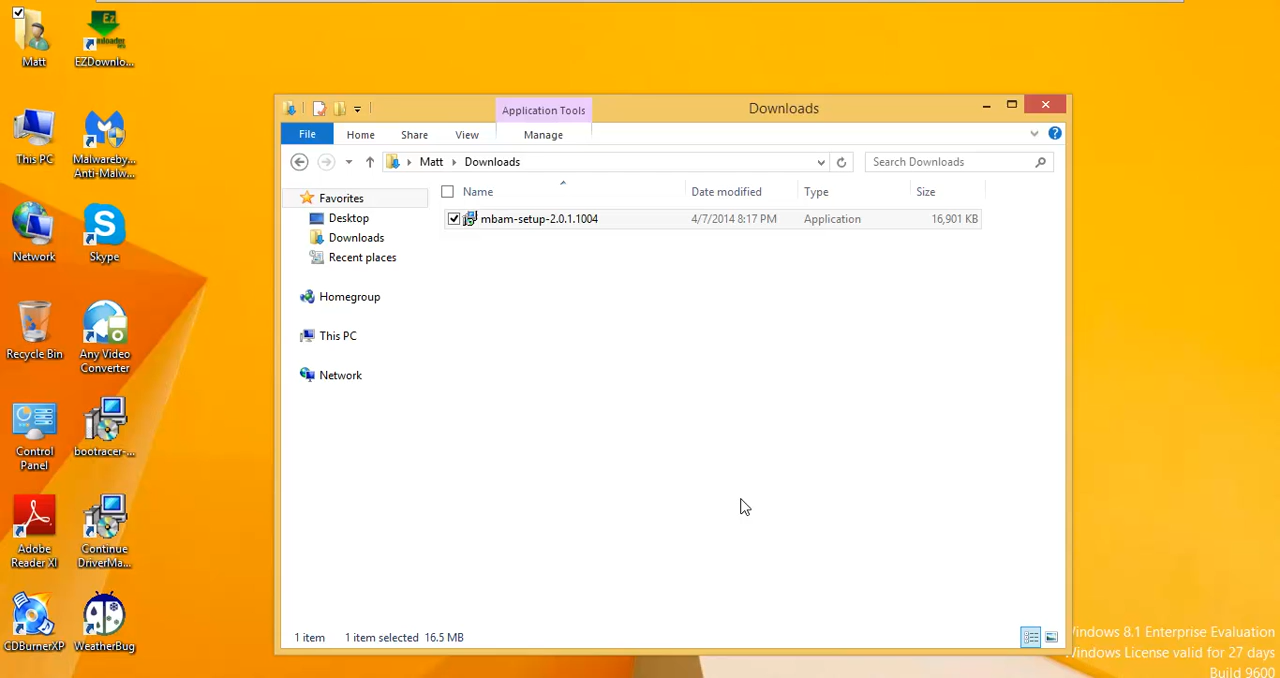 Matt
EZDownlo...
This PC
Malwareby...
Anti-Malw...
Network
Skype
Recycle Bin
Any Video
Converter
Control
Panel
bootracer-...
Adobe
Reader XI
Continue
DriverMa...
CDBurnerXP
WeatherBug
Application Tools
Downloads
File
Home
Share
View
Manage
Matt
Downloads
Search Downloads
Favorites
Desktop
Downloads
Recent places
Homegroup
This PC
Network
Name
Date modified
Type
Size
mbam-setup-2.0.1.1004
4/7/2014 8:17 PM
Application
16,901 KB
1 item
1 item selected 16.5 MB
Windows 8.1 Enterprise Evaluation
Windows License valid for 27 days
Build 9600